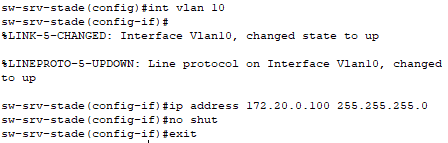 sw-srv-stade(config)#int vlan 10
sw-srv-stade(config-if)#
%LINK-5-CHANGED: Interface Vlan10, changed state to up
%LINEPROTO-5-UPDOWN: Line protocol on Interface Vlan10, changed
to up
sw-srv-stade(config-if)#ip address 172.20.0.100 255.255.255.0
sw-srv-stade(config-if)#no shut
sw-srv-stade(config-if)#exit